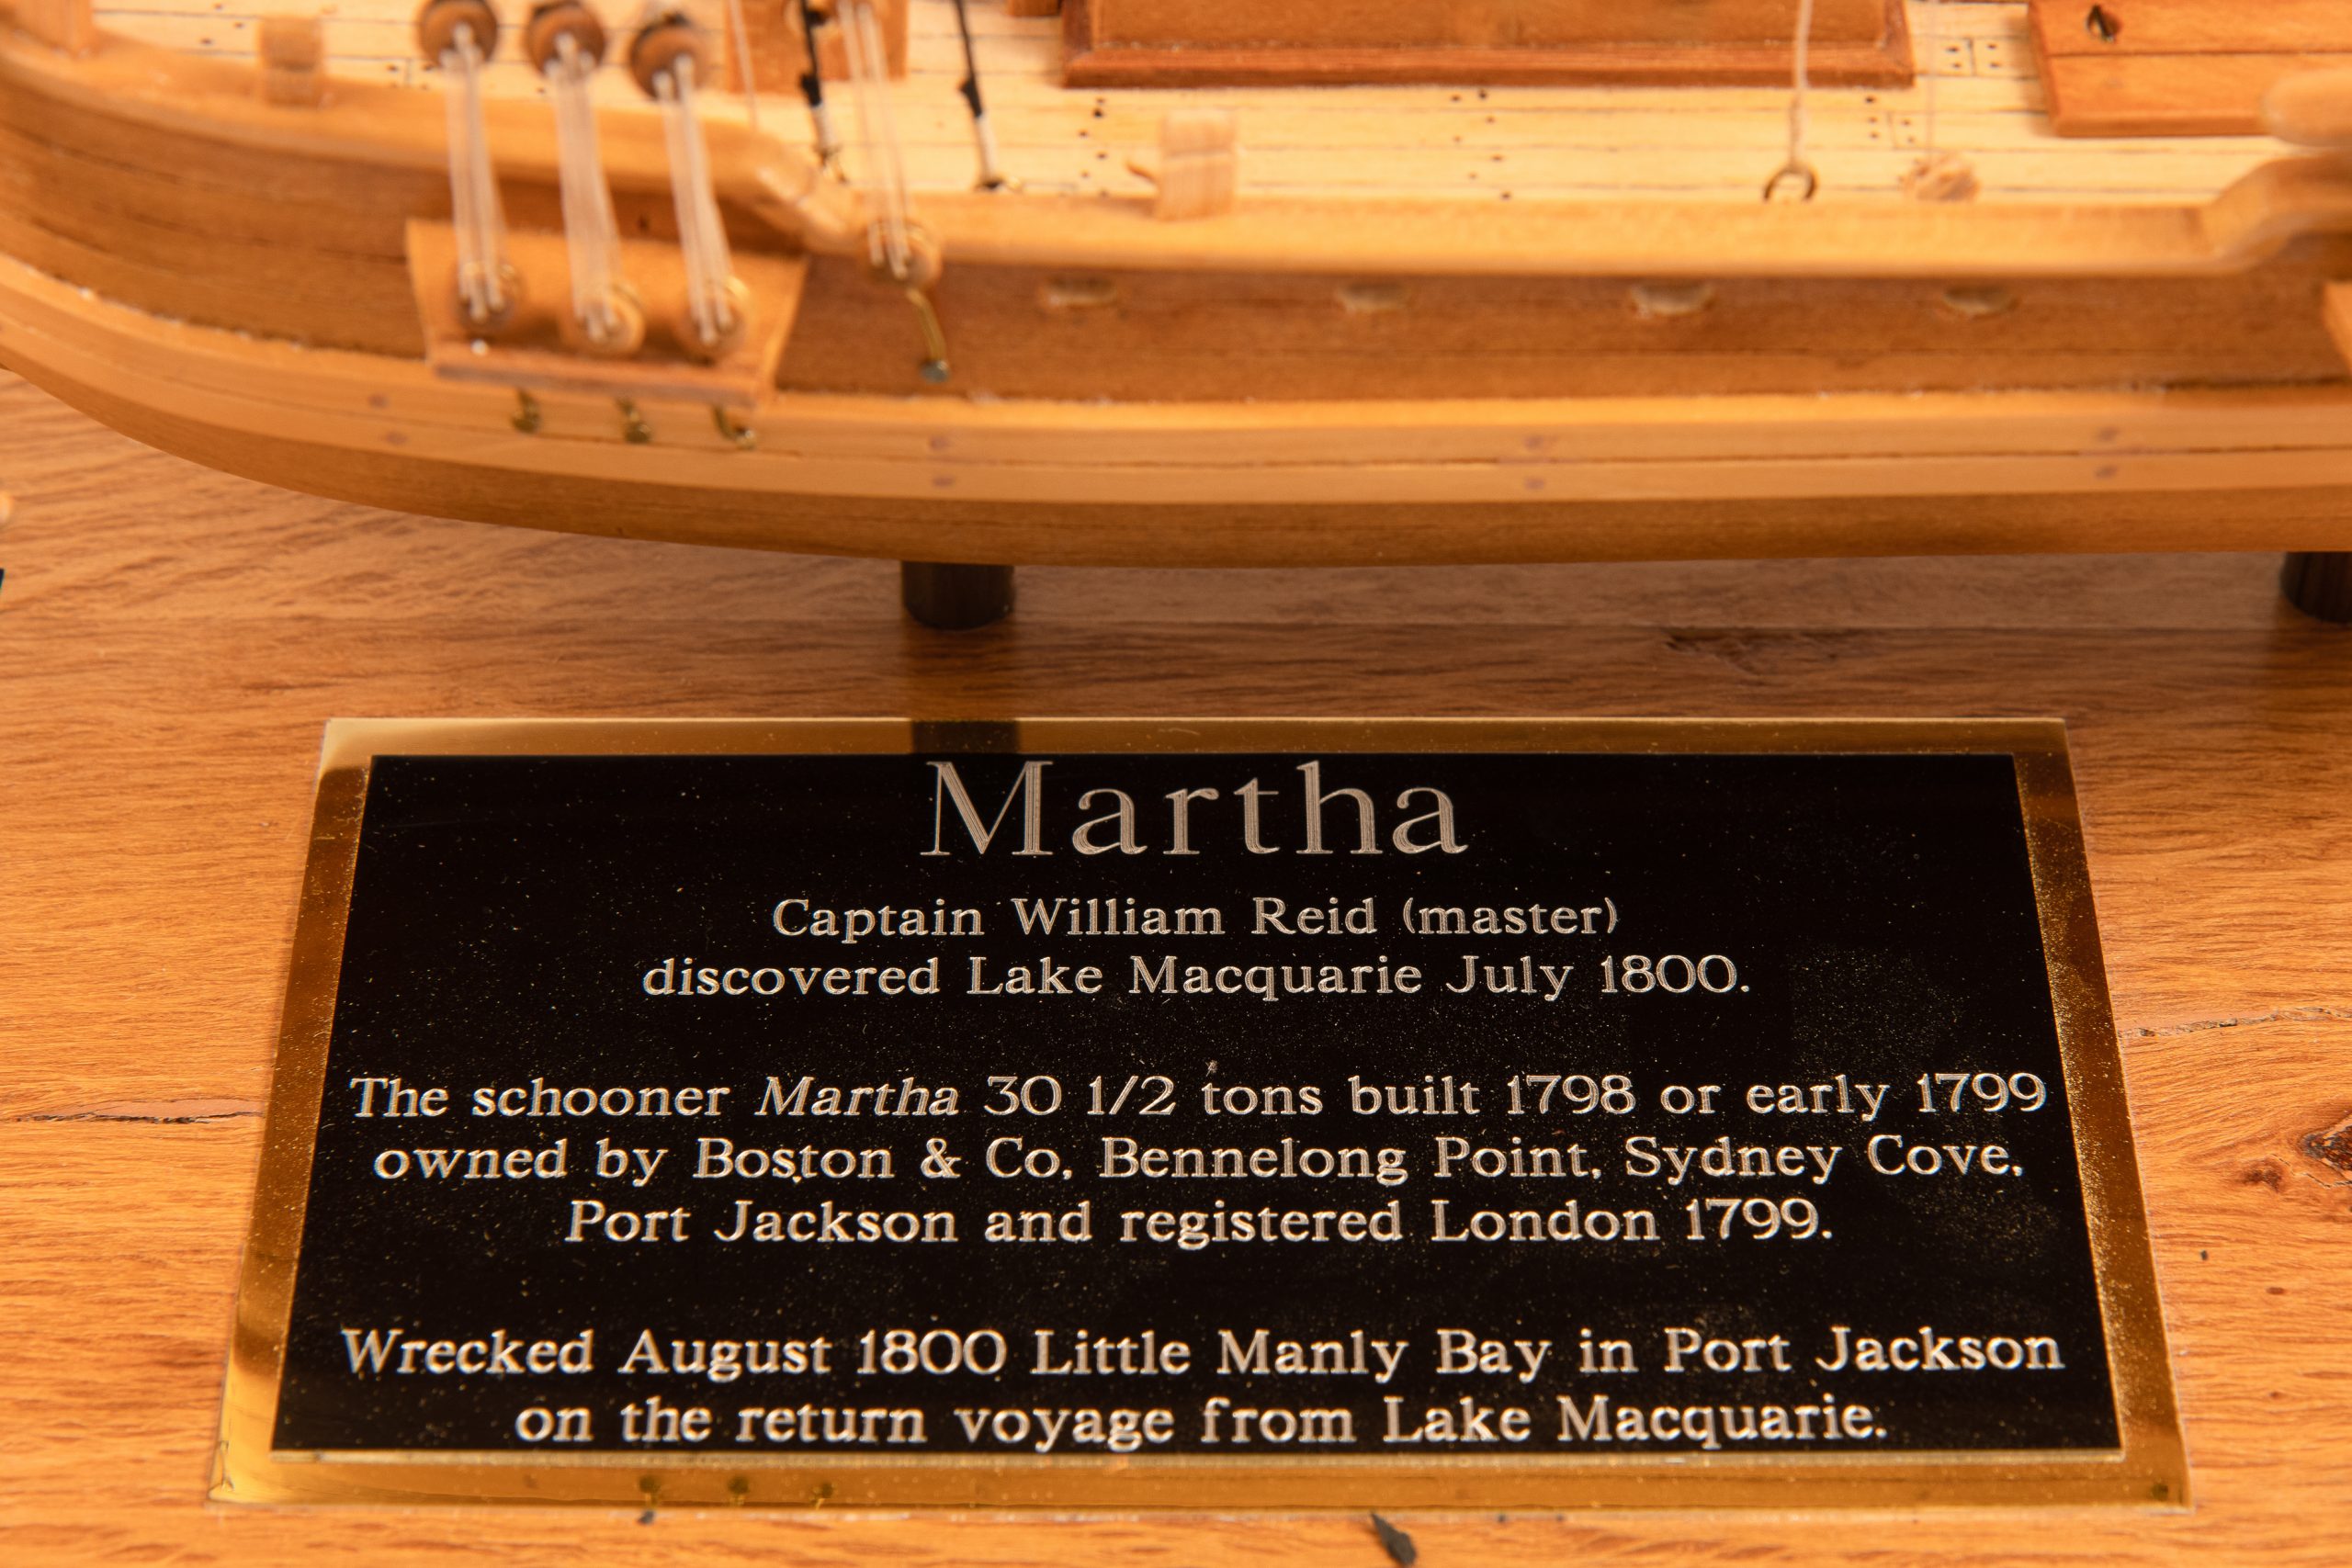 Martha
Captain William Reid (master)
discovered Lake Macquarie July 1800.
The schooner Martha 30 1/2 tons built 1798 or early 1799
owned by Boston & Co, Bennelong Point, Sydney Cove,
Port Jackson and registered London 1799.
Wrecked August 1800 Little Manly Bay in Port Jackson
on the return voyage from Lake Macquarie.